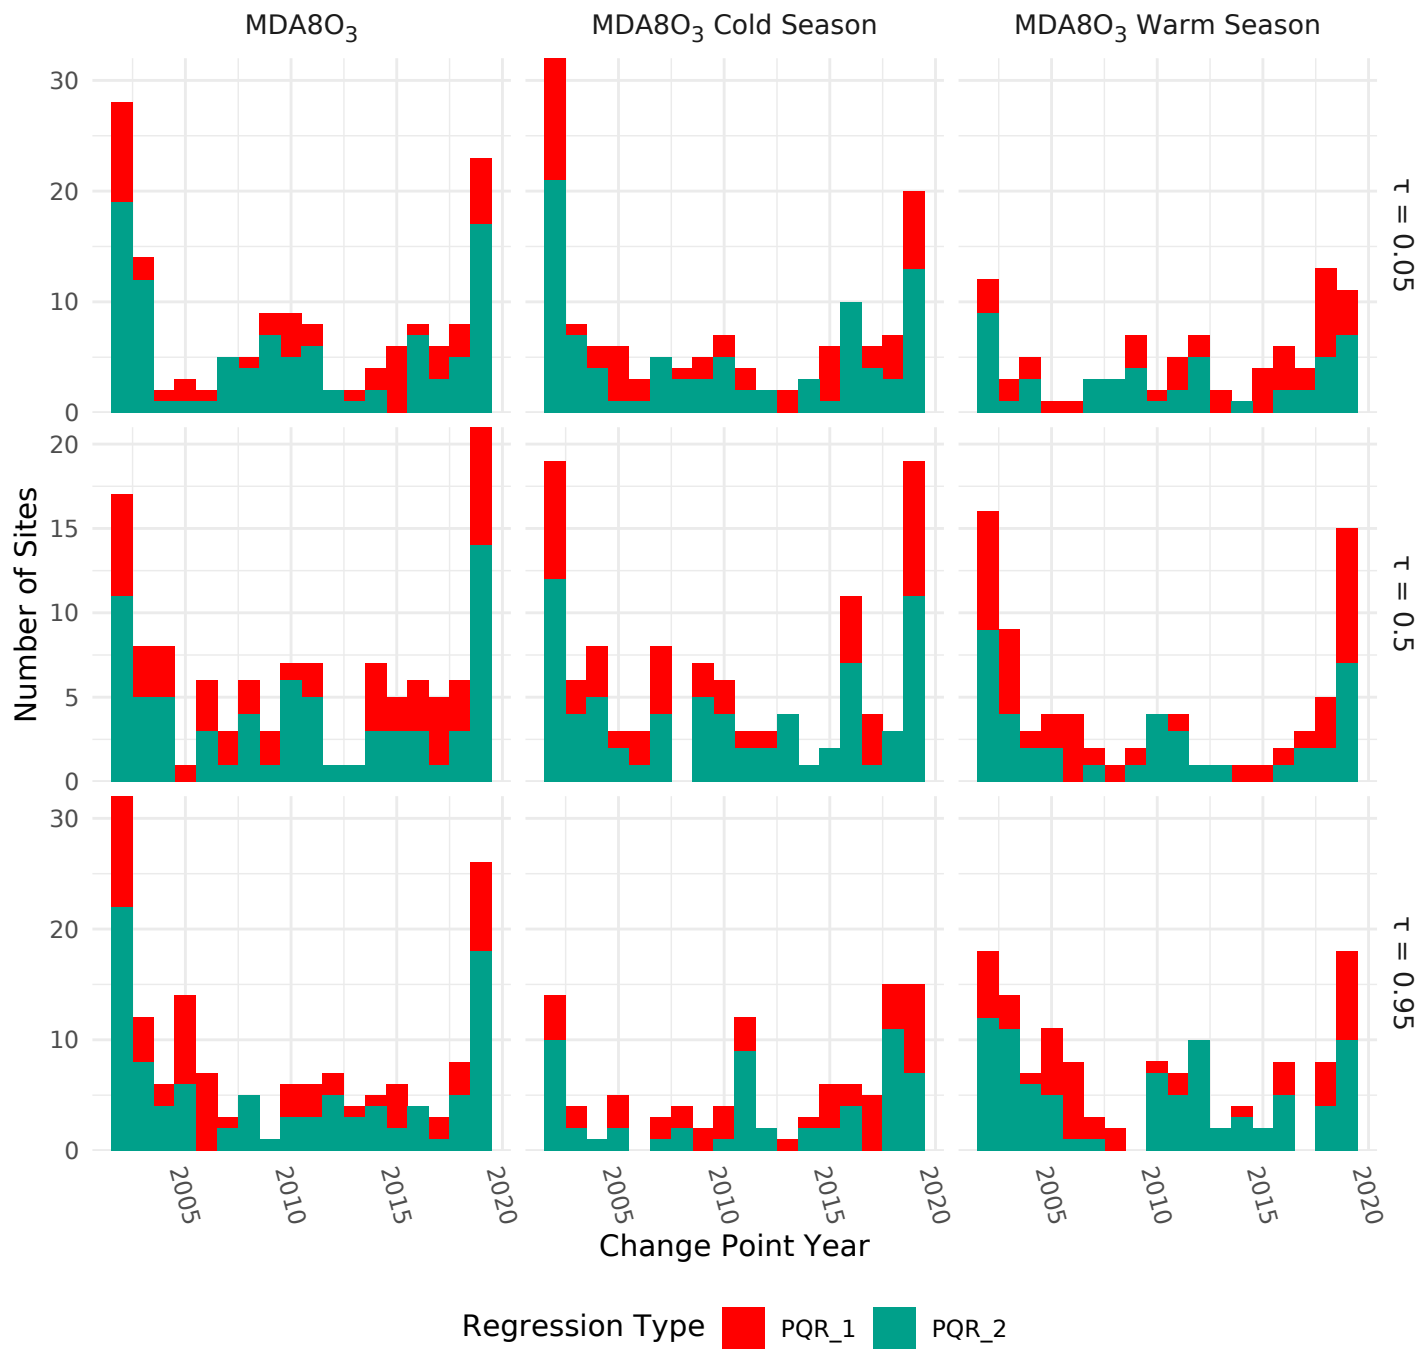 MDA8O₃ MDA8O₃ Cold Season MDA8O₃ Warm Season
30
20
10
0
τ = 0.05
20
15
10
5
0
τ = 0.5
30
20
10
0
τ = 0.95
Number of Sites
2005 2010 2015 2020 2005 2010 2015 2020 2005 2010 2015 2020
Change Point Year
Regression Type PQR_1 PQR_2